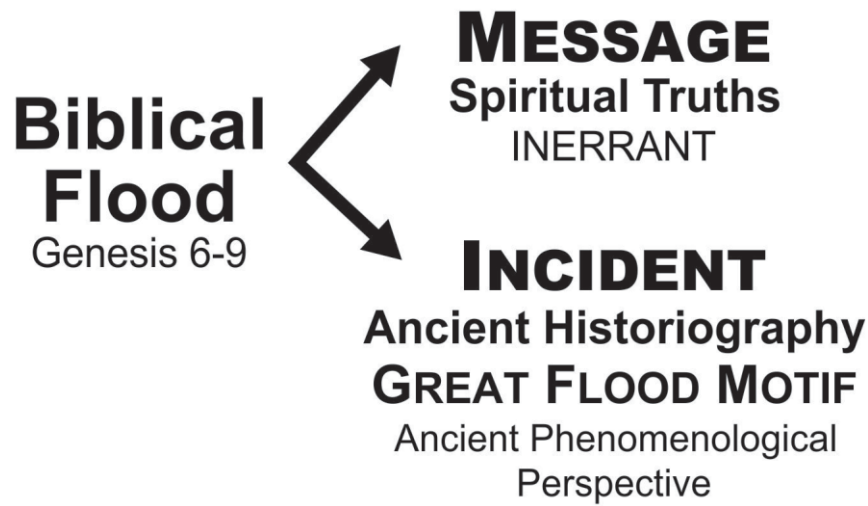 Biblical
Flood
Genesis 6-9
MESSAGE
Spiritual Truths
INERRANT
INCIDENT
Ancient Historiography
GREAT FLOOD MOTIF
Ancient Phenomenological
Perspective